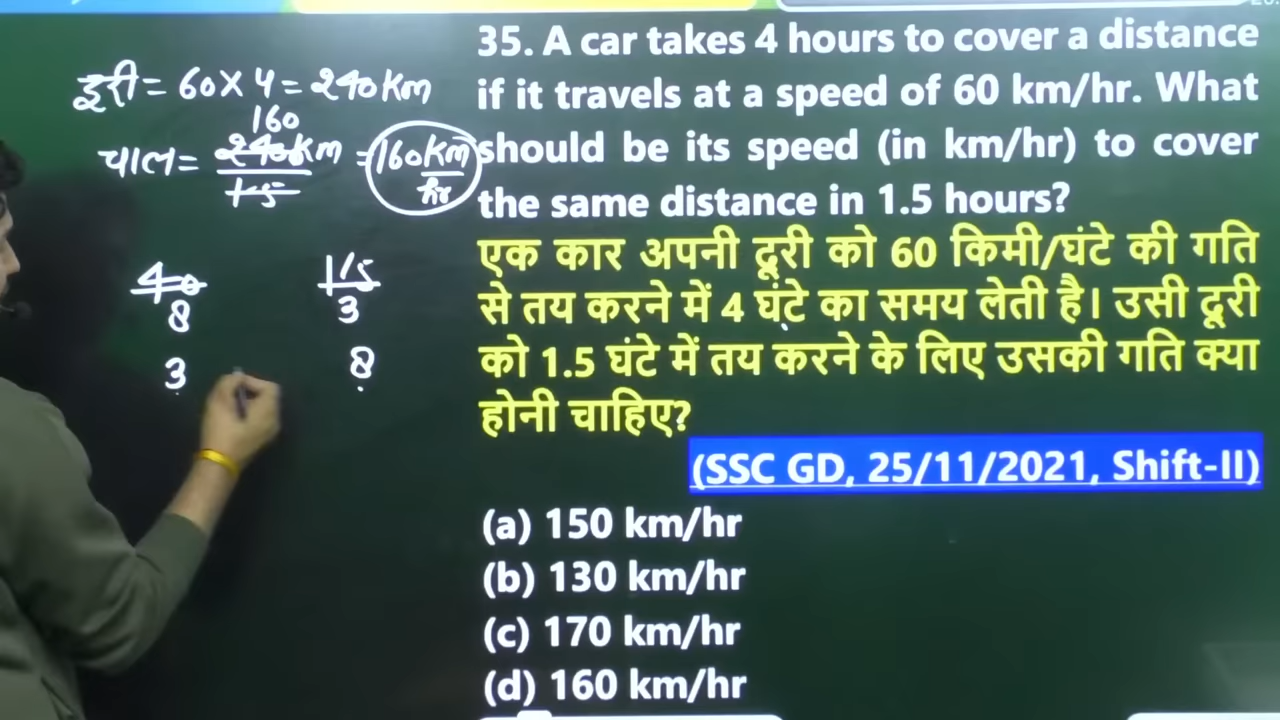 दूरी = 60 × 4 = 240 Km
160
चाल = 240 Km / 1.5 = 160 Km/hr
40 1.5
8 3
3 8
35. A car takes 4 hours to cover a distance
if it travels at a speed of 60 km/hr. What
should be its speed (in km/hr) to cover
the same distance in 1.5 hours?
एक कार अपनी दूरी को 60 किमी/घंटे की गति
से तय करने में 4 घंटे का समय लेती है। उसी दूरी
को 1.5 घंटे में तय करने के लिए उसकी गति क्या
होनी चाहिए?
(SSC GD, 25/11/2021, Shift-II)
(a) 150 km/hr
(b) 130 km/hr
(c) 170 km/hr
(d) 160 km/hr